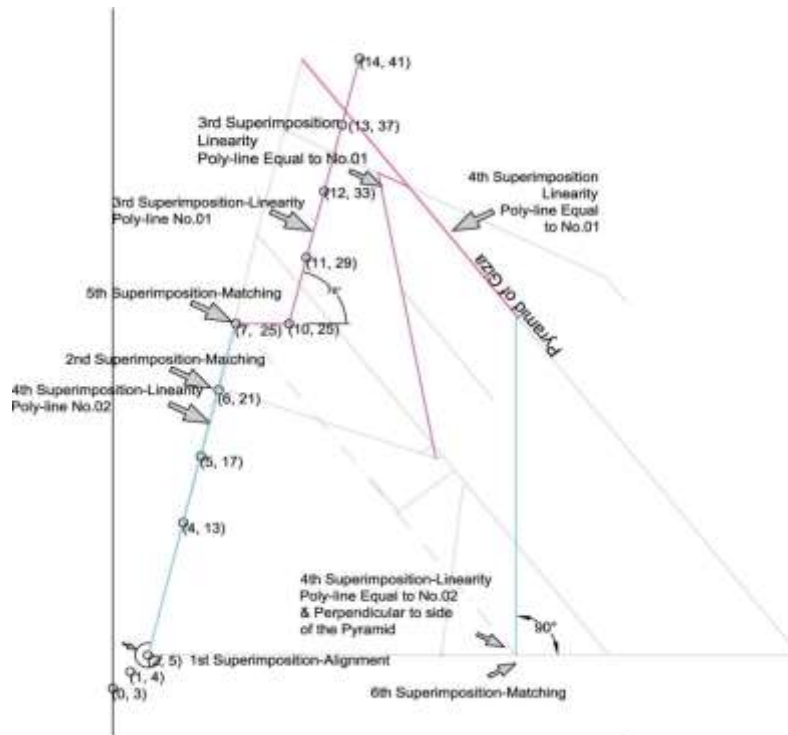 (14, 41)
3rd Superimposition
Linearity
Poly-line Equal to No.01
(13, 37)
4th Superimposition
Linearity
Poly-line Equal
to No.01
(12, 33)
3rd Superimposition-Linearity
Poly-line No.01
(11, 29)
Pyramid of Giza
5th Superimposition-Matching
(7, 25)
(10, 25)
2nd Superimposition-Matching
4th Superimposition-Linearity
Poly-line No.02
(6, 21)
(5, 17)
(4, 13)
4th Superimposition-Linearity
Poly-line Equal to No.02
& Perpendicular to side
of the Pyramid
90°
(2, 5)
1st Superimposition-Alignment
(1, 4)
(0, 3)
6th Superimposition-Matching